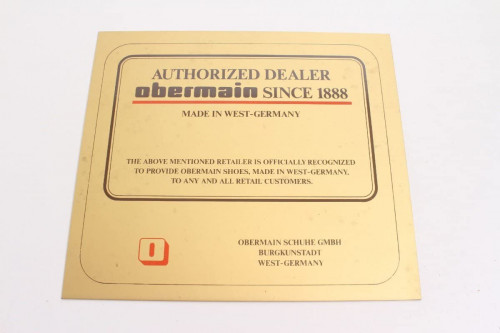 AUTHORIZED DEALER
obermain SINCE 1888
MADE IN WEST-GERMANY
THE ABOVE MENTIONED RETAILER IS OFFICIALLY RECOGNIZED
TO PROVIDE OBERMAIN SHOES, MADE IN WEST-GERMANY,
TO ANY AND ALL RETAIL CUSTOMERS.
O
OBERMAIN SCHUHE GMBH
BURGKUNSTADT
WEST-GERMANY